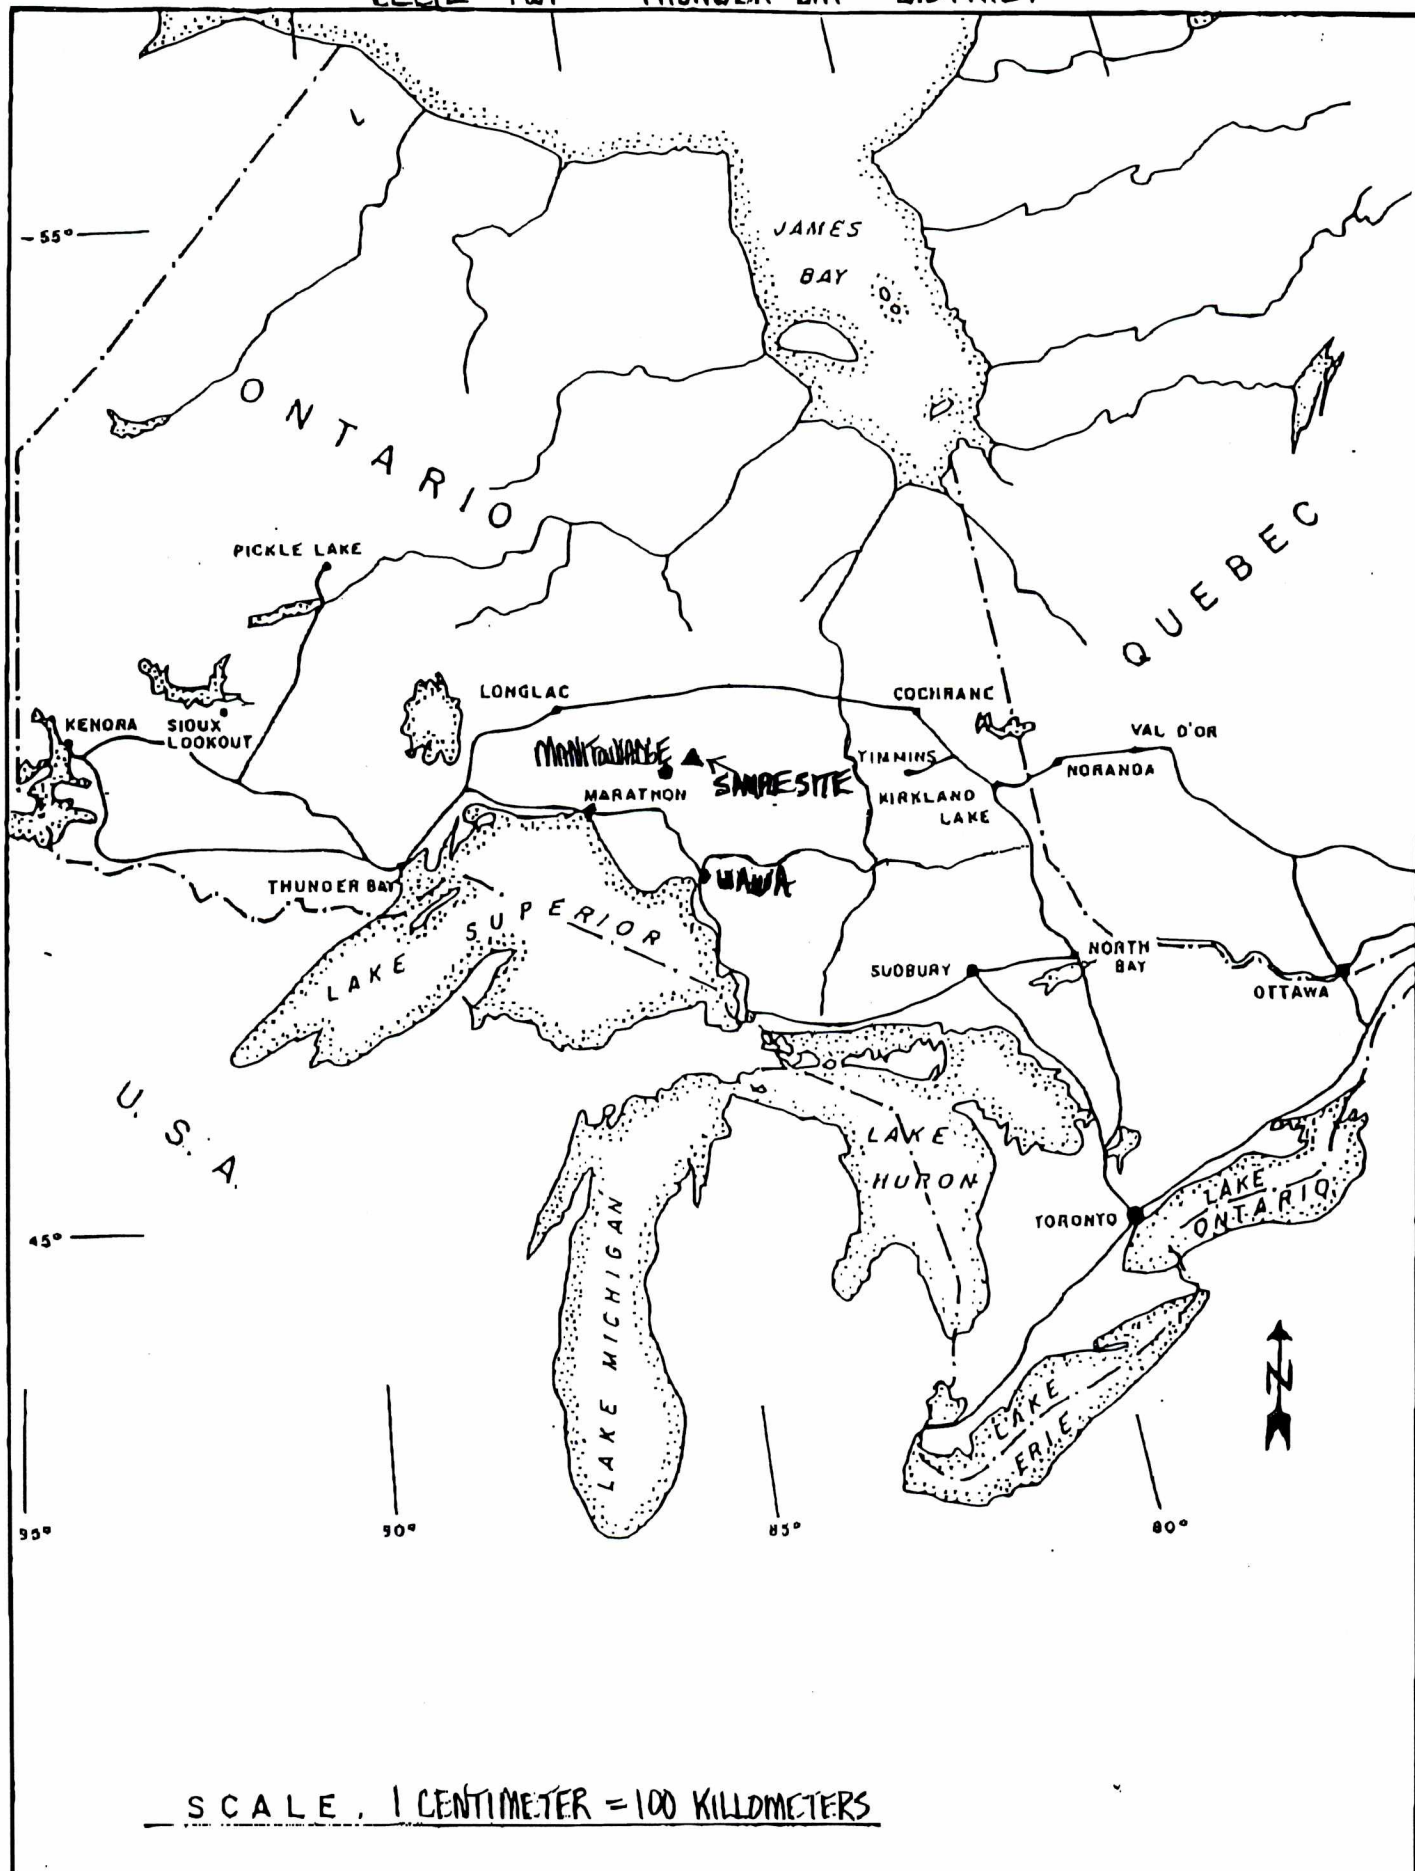 JAMES
BAY
-55°
ONTARIO
PICKLE LAKE
QUEBEC
LONGLAC
COCHRANE
KENORA
SIOUX
LOOKOUT
VAL D'OR
MANITOUWADGE
TIMMINS
NORANDA
SAMPLESITE
MARATHON
KIRKLAND
LAKE
THUNDER BAY
WAWA
LAKE SUPERIOR
SUDBURY
NORTH
BAY
OTTAWA
U.S.A.
LAKE
HURON
LAKE MICHIGAN
LAKE
ONTARIO
TORONTO
45°
N
LAKE
ERIE
95°
90°
85°
80°
SCALE. 1 CENTIMETER = 100 KILLOMETERS